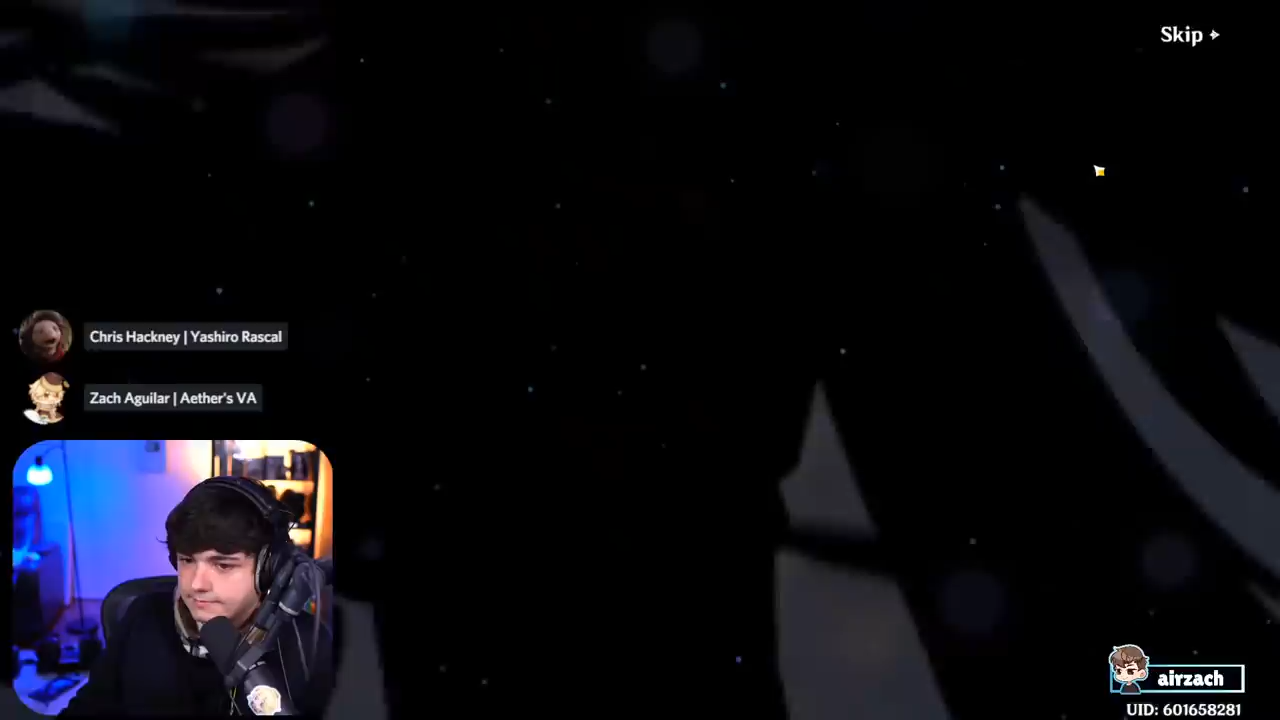 Skip
Chris Hackney | Yashiro Rascal
Zach Aguilar | Aether's VA
airzach
UID: 601658281